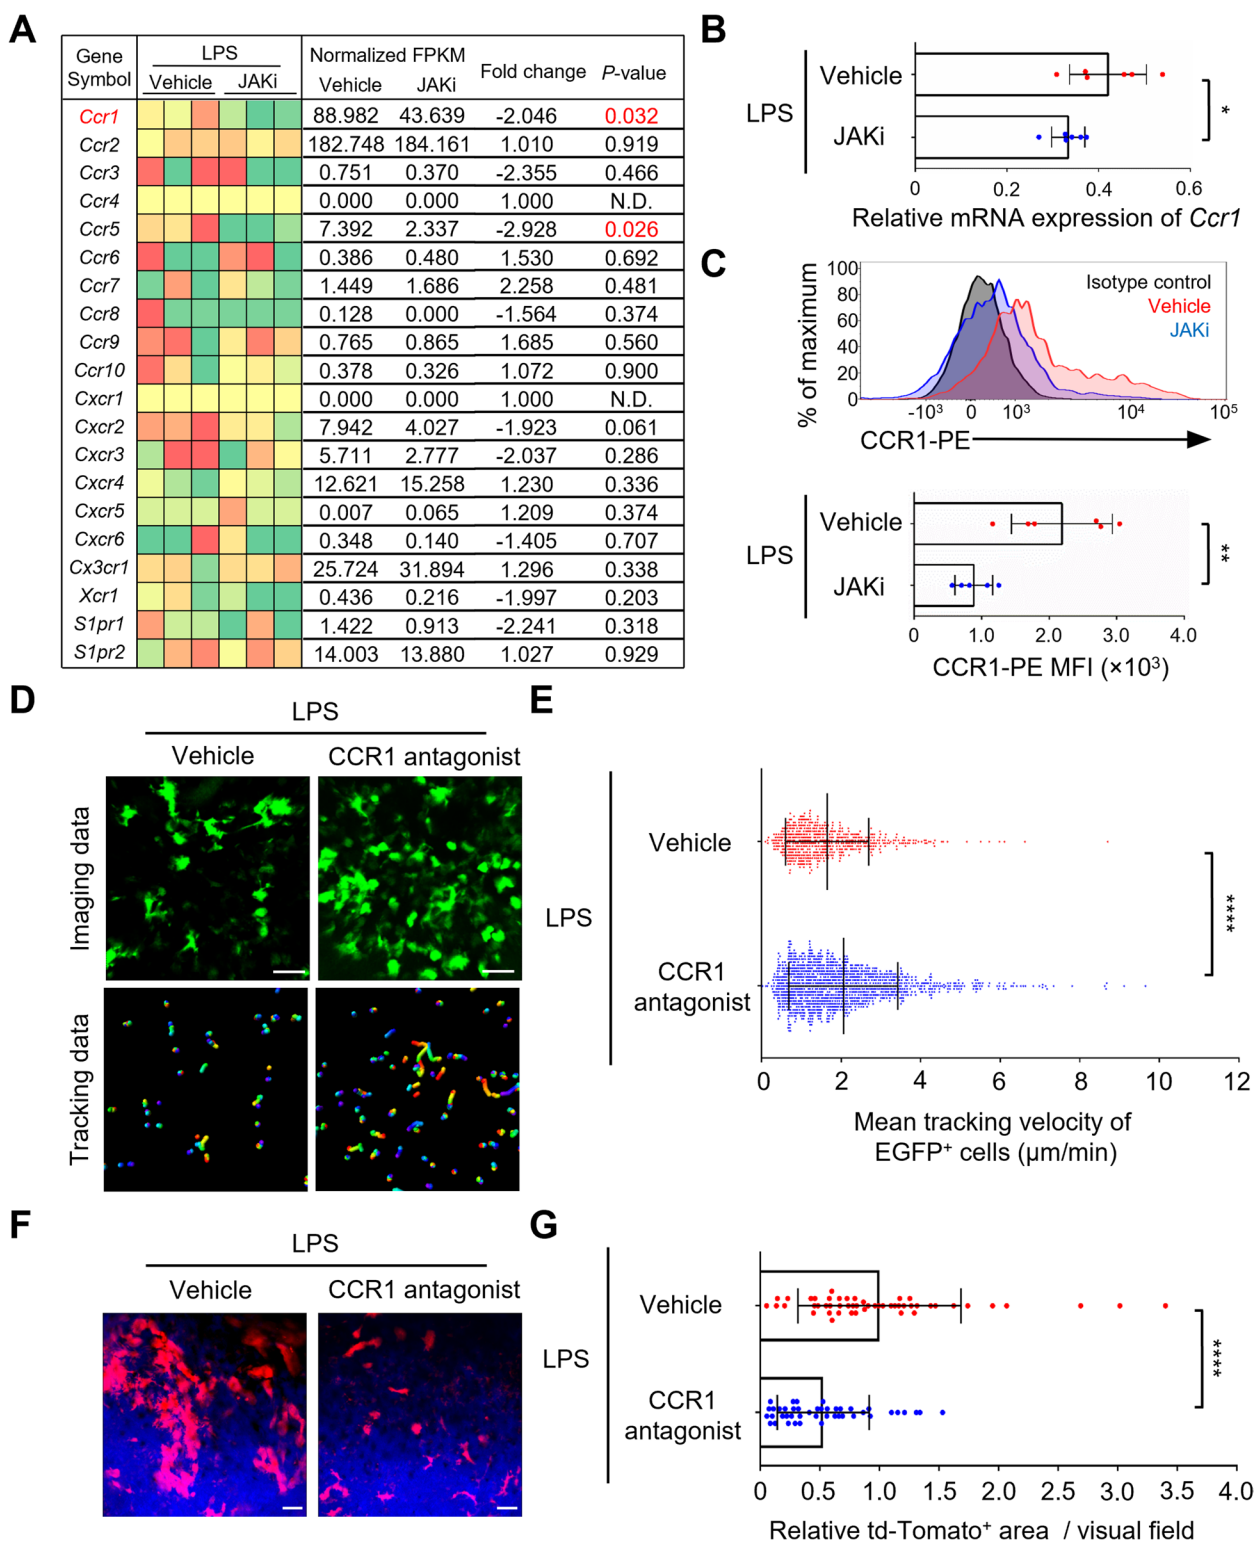 A
Gene Symbol LPS Normalized FPKM Fold change P-value
Vehicle JAKi Vehicle JAKi
Ccr1 88.982 43.639 -2.046 0.032
Ccr2 182.748 184.161 1.010 0.919
Ccr3 0.751 0.370 -2.355 0.466
Ccr4 0.000 0.000 1.000 N.D.
Ccr5 7.392 2.337 -2.928 0.026
Ccr6 0.386 0.480 1.530 0.692
Ccr7 1.449 1.686 2.258 0.481
Ccr8 0.128 0.000 -1.564 0.374
Ccr9 0.765 0.865 1.685 0.560
Ccr10 0.378 0.326 1.072 0.900
Cxcr1 0.000 0.000 1.000 N.D.
Cxcr2 7.942 4.027 -1.923 0.061
Cxcr3 5.711 2.777 -2.037 0.286
Cxcr4 12.621 15.258 1.230 0.336
Cxcr5 0.007 0.065 1.209 0.374
Cxcr6 0.348 0.140 -1.405 0.707
Cx3cr1 25.724 31.894 1.296 0.338
Xcr1 0.436 0.216 -1.997 0.203
S1pr1 1.422 0.913 -2.241 0.318
S1pr2 14.003 13.880 1.027 0.929
B
LPS
Vehicle
JAKi
*
0 0.2 0.4 0.6
Relative mRNA expression of Ccr1
C
% of maximum
100
80
60
40
20
0
Isotype control
Vehicle
JAKi
-10³ 0 10³ 10⁴ 10⁵
CCR1-PE
LPS
Vehicle
JAKi
**
0 1.0 2.0 3.0 4.0
CCR1-PE MFI (×10³)
D
LPS
Vehicle CCR1 antagonist
Imaging data
Tracking data
E
LPS
Vehicle
CCR1
antagonist
****
0 2 4 6 8 10 12
Mean tracking velocity of
EGFP⁺ cells (µm/min)
F
LPS
Vehicle CCR1 antagonist
G
LPS
Vehicle
CCR1
antagonist
****
0 0.5 1.0 1.5 2.0 2.5 3.0 3.5 4.0
Relative td-Tomato⁺ area / visual field